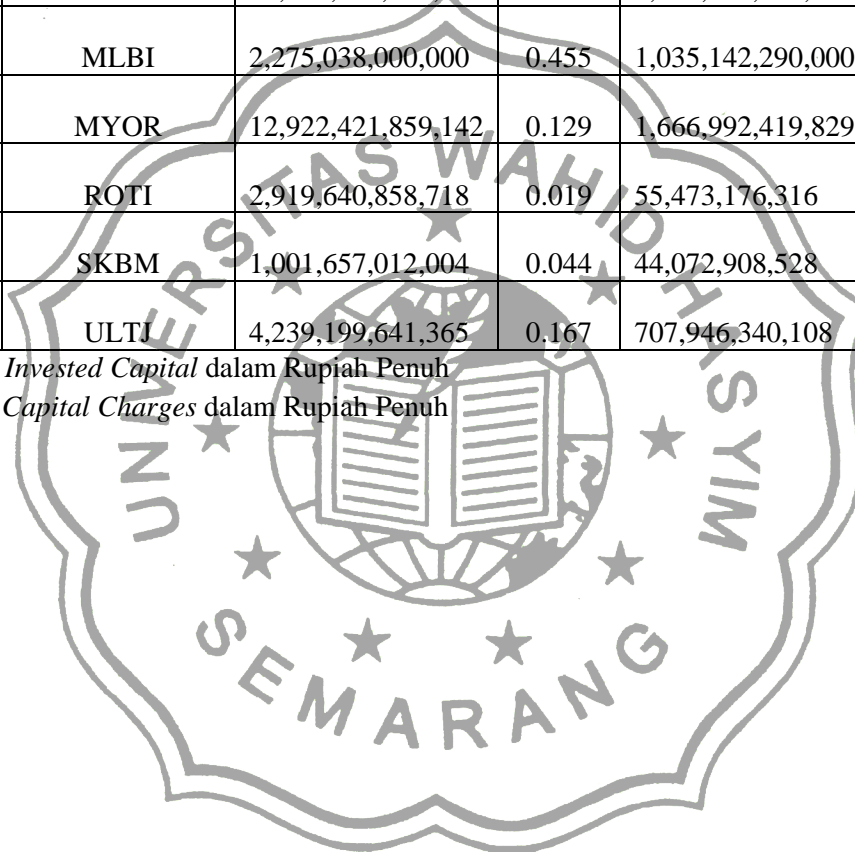 MLBI 2,275,038,000,000 0.455 1,035,142,290,000
MYOR 12,922,421,859,142 0.129 1,666,992,419,829
ROTI 2,919,640,858,718 0.019 55,473,176,316
SKBM 1,001,657,012,004 0.044 44,072,908,528
ULTJ 4,239,199,641,365 0.167 707,946,340,108
Invested Capital dalam Rupiah Penuh
Capital Charges dalam Rupiah Penuh
UNIVERSITAS WAHID HASYIM
SEMARANG